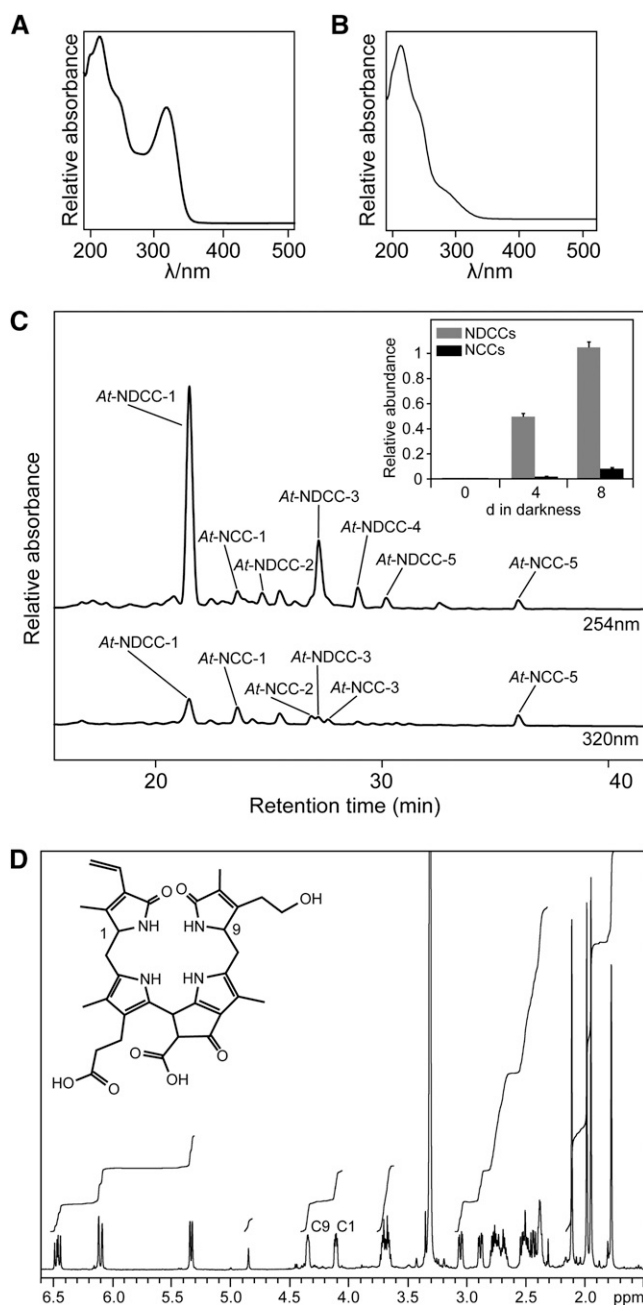 A
Relative absorbance
200 300 400 500
λ/nm
B
Relative absorbance
200 300 400 500
λ/nm
C
Relative absorbance
At-NDCC-1
At-NCC-1
At-NDCC-2
At-NDCC-3
At-NDCC-4
At-NDCC-5
At-NCC-5
254nm
NDCCs
NCCs
Relative abundance
1
0.8
0.6
0.4
0.2
0
0 4 8
d in darkness
At-NDCC-1
At-NCC-1
At-NCC-2
At-NDCC-3
At-NCC-3
At-NCC-5
320nm
20 30 40
Retention time (min)
D
O O OH
1 NH HN 9
NH HN
HO O O OH O
C9 C1
6.5 6.0 5.5 5.0 4.5 4.0 3.5 3.0 2.5 2.0 ppm